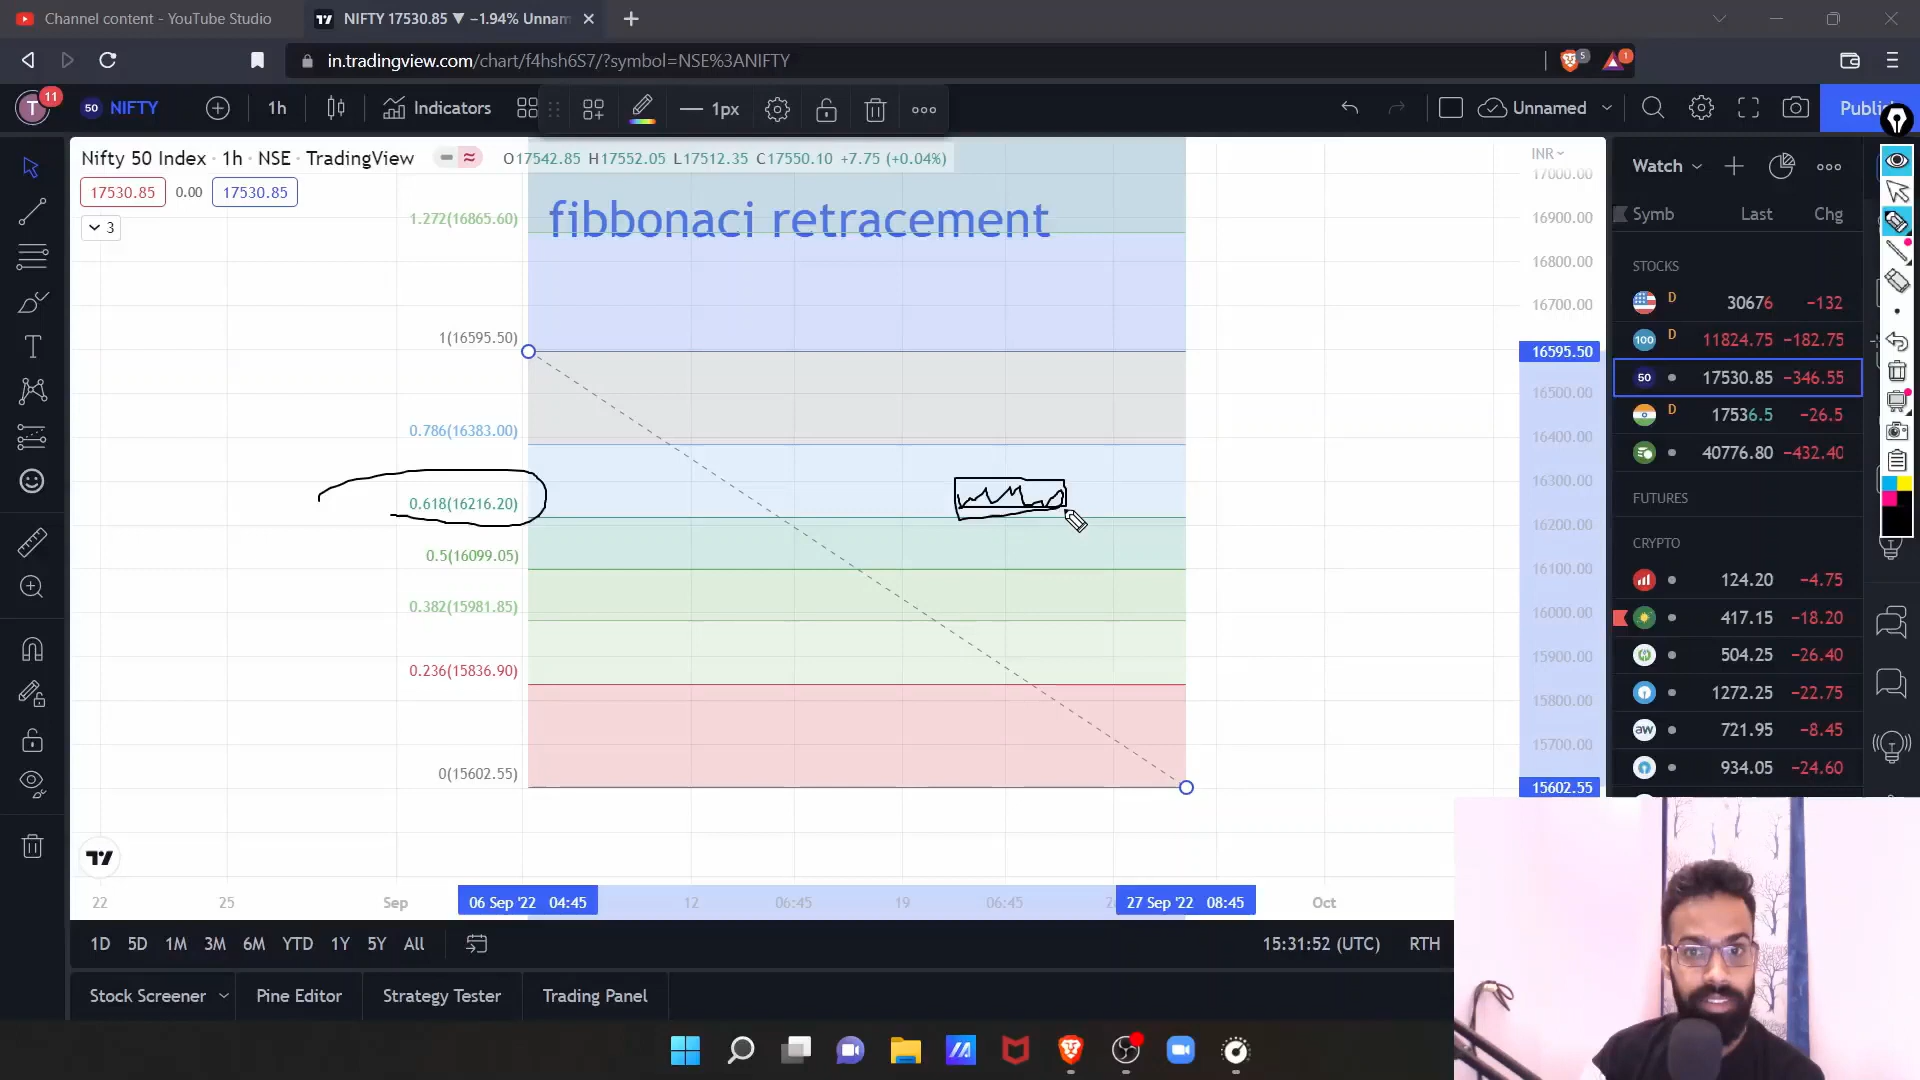 Channel content - YouTube Studio
NIFTY 17530.85 ▼ −1.94% Unnam
in.tradingview.com/chart/f4hsh6S7/?symbol=NSE%3ANIFTY
5
1
T
11
50 NIFTY
1h
Indicators
1px
Unnamed
Publi
Nifty 50 Index · 1h · NSE · TradingView
O17542.85 H17552.05 L17512.35 C17550.10 +7.75 (+0.04%)
17530.85 0.00 17530.85
3
fibbonaci retracement
1.272(16865.60)
1(16595.50)
0.786(16383.00)
0.618(16216.20)
0.5(16099.05)
0.382(15981.85)
0.236(15836.90)
0(15602.55)
INR
17000.00
16900.00
16800.00
16700.00
16595.50
16500.00
16400.00
16300.00
16200.00
16100.00
16000.00
15900.00
15800.00
15700.00
15602.55
22 25 Sep 06 Sep '22 04:45 12 06:45 19 06:45 27 Sep '22 08:45 Oct
1D 5D 1M 3M 6M YTD 1Y 5Y All
15:31:52 (UTC) RTH
Stock Screener Pine Editor Strategy Tester Trading Panel
Watch
Symb Last Chg
STOCKS
D 30676 −132
100 D 11824.75 −182.75
50 17530.85 −346.55
D 17536.5 −26.5
40776.80 −432.40
FUTURES
CRYPTO
124.20 −4.75
417.15 −18.20
504.25 −26.40
1272.25 −22.75
aw 721.95 −8.45
934.05 −24.60